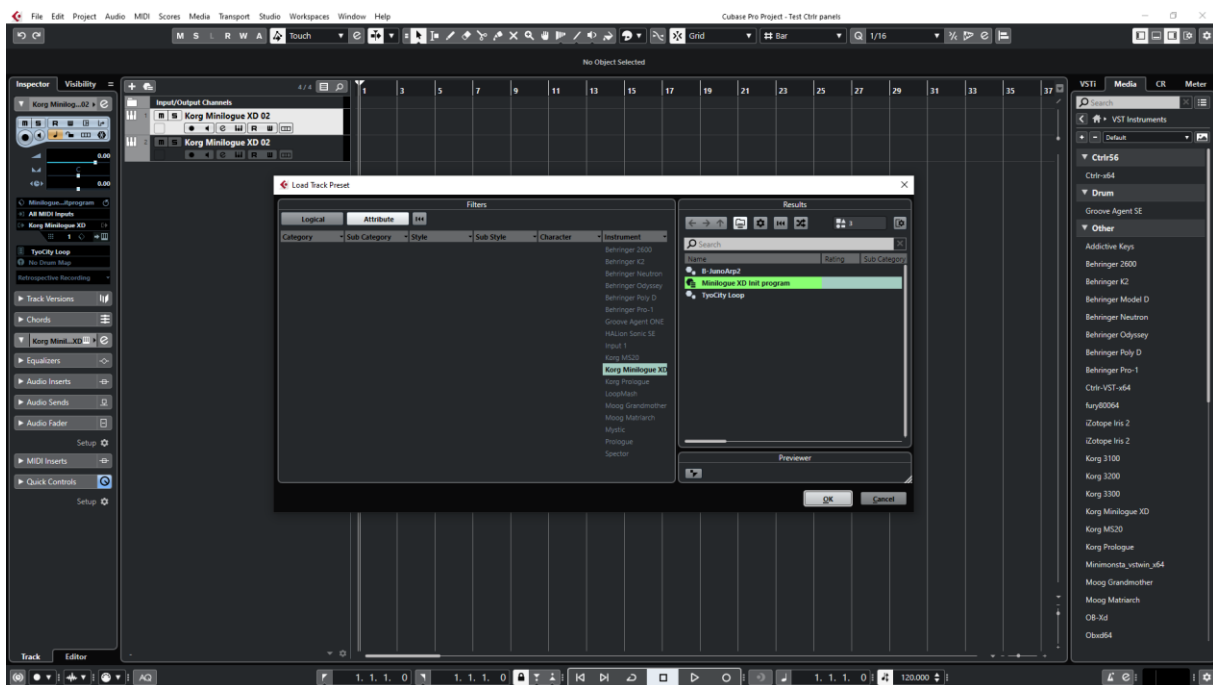 File Edit Project Audio MIDI Scores Media Transport Studio Workspaces Window Help
Cubase Pro Project - Test Ctrlr panels
M S L R W A Touch
Grid
Bar
Q 1/16
No Object Selected
Inspector Visibility
4/4
1 3 5 7 9 11 13 15 17 19 21 23 25 27 29 31 33 35 37
VSTi Media CR Meter
Korg Minilog...02
Input/Output Channels
Search
1 m S Korg Minilogue XD 02
VST Instruments
2 m S Korg Minilogue XD 02
Default
0.00
C
0.00
Minilogue...itprogram
All MIDI Inputs
Korg Minilogue XD
1
TyoCity Loop
No Drum Map
Retrospective Recording
Track Versions
Chords
Korg Minil...XD
Equalizers
Audio Inserts
Audio Sends
Audio Fader
Setup
MIDI Inserts
Quick Controls
Setup
Track Editor
Load Track Preset
Filters
Logical Attribute
Category Sub Category Style Sub Style Character Instrument
Behringer 2600
Behringer K2
Behringer Neutron
Behringer Odyssey
Behringer Poly D
Behringer Pro-1
Groove Agent ONE
HALion Sonic SE
Input 1
Korg MS20
Korg Minilogue XD
Korg Prologue
LoopMash
Moog Grandmother
Moog Matriarch
Mystic
Prologue
Spector
Results
3
Search
Name Rating Sub Category
B-JunoArp2
Minilogue XD Init program
TyoCity Loop
Previewer
OK Cancel
Ctrlr56
Ctrlr-x64
Drum
Groove Agent SE
Other
Addictive Keys
Behringer 2600
Behringer K2
Behringer Model D
Behringer Neutron
Behringer Odyssey
Behringer Poly D
Behringer Pro-1
Ctrlr-VST-x64
fury80064
iZotope Iris 2
iZotope Iris 2
Korg 3100
Korg 3200
Korg 3300
Korg Minilogue XD
Korg MS20
Korg Prologue
Minimonsta_vstwin_x64
Moog Grandmother
Moog Matriarch
OB-Xd
Obxd64
AQ
1. 1. 1. 0
1. 1. 1. 0
1. 1. 1. 0
120.000